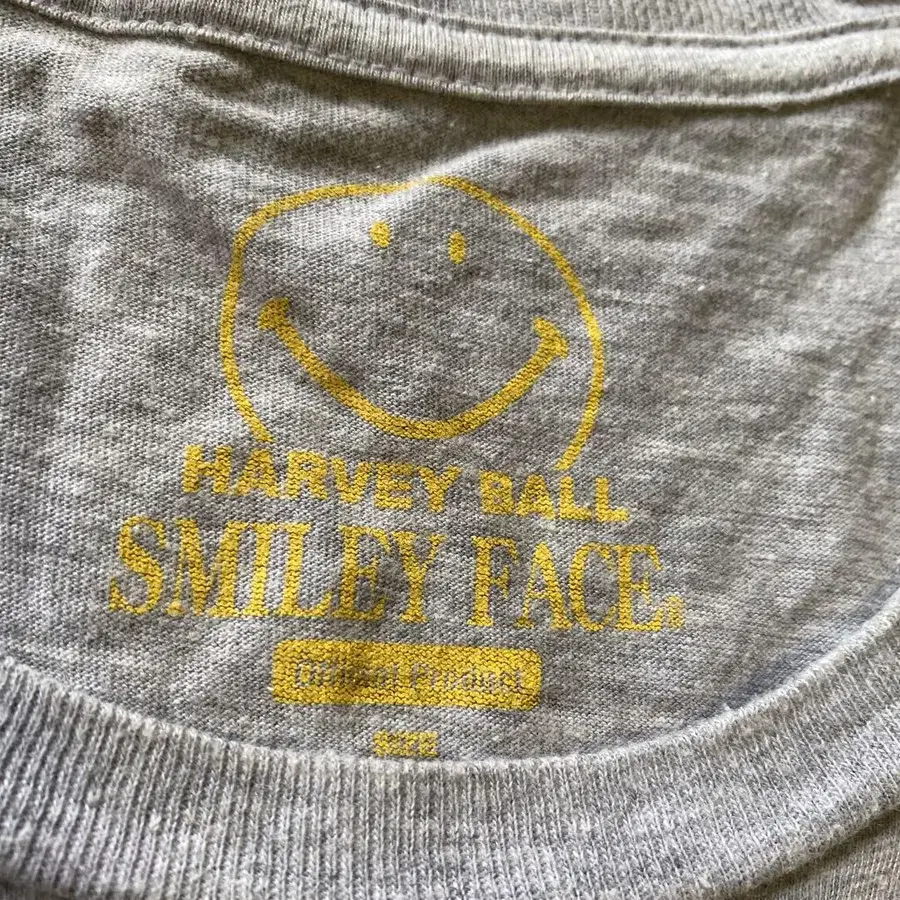 HARVEY BALL
SMILEY FACE®
Official Product
SIZE